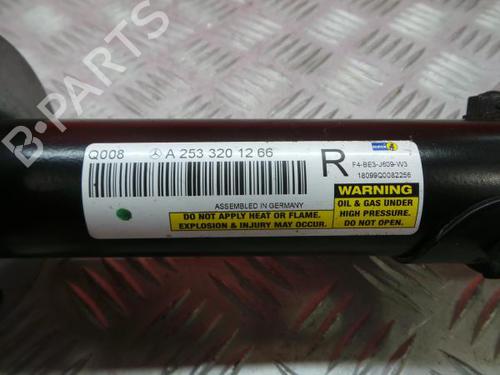 Q008 A 253 320 12 66
R
F4-BE3-J609-W3
18099Q0082256
ASSEMBLED IN GERMANY
DO NOT APPLY HEAT OR FLAME.
EXPLOSION & INJURY MAY OCCUR.
WARNING
OIL & GAS UNDER
HIGH PRESSURE.
DO NOT OPEN.
B-PARTS